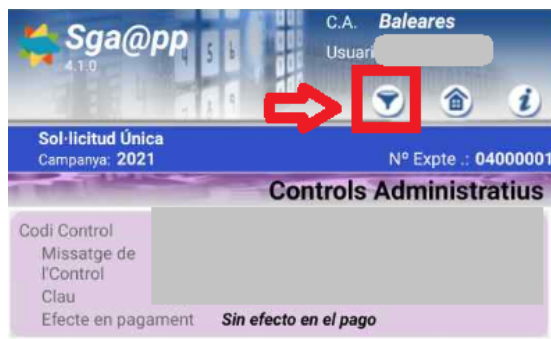 Sga@pp
4.1.0
C.A. Baleares
Usuari
Sol·licitud Única
Campanya: 2021
Nº Expte .: 04000001
Controls Administratius
Codi Control
Missatge de
l'Control
Clau
Efecte en pagament Sin efecto en el pago